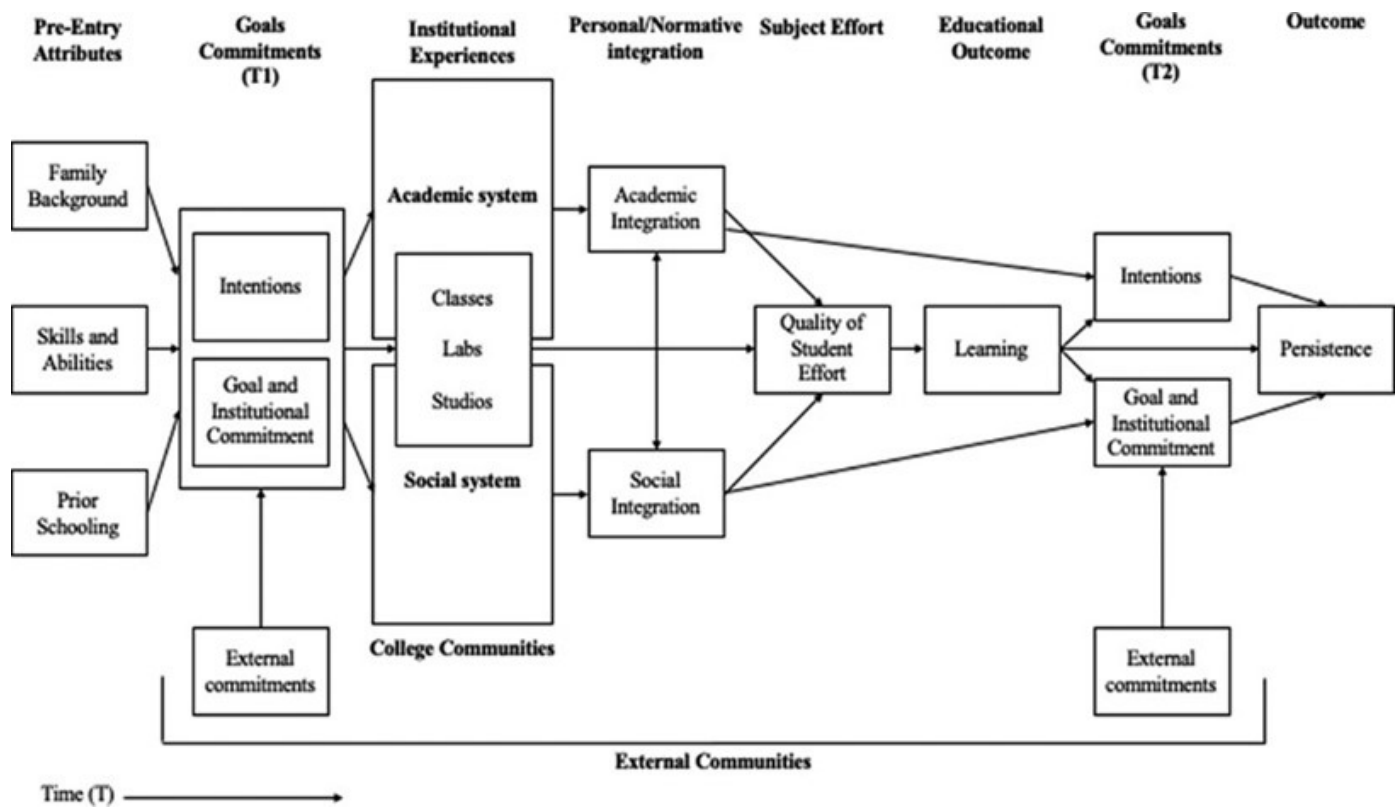 Pre-Entry
Attributes
Goals
Commitments
(T1)
Institutional
Experiences
Personal/Normative
integration
Subject Effort
Educational
Outcome
Goals
Commitments
(T2)
Outcome
Family
Background
Skills and
Abilities
Prior
Schooling
Intentions
Goal and
Institutional
Commitment
External
commitments
Academic system
Classes
Labs
Studios
Social system
College Communities
Academic
Integration
Social
Integration
Quality of
Student
Effort
Learning
Intentions
Goal and
Institutional
Commitment
External
commitments
Persistence
External Communities
Time (T)